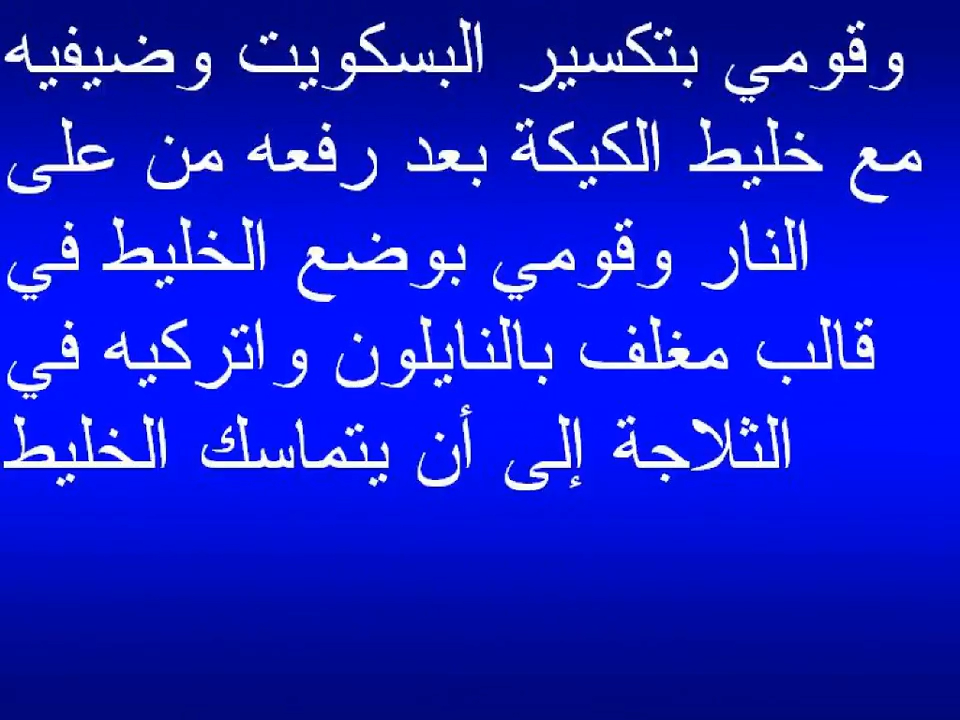 وقومي بتكسير البسكويت وضيفيه
مع خليط الكيكة بعد رفعه من على
النار وقومي بوضع الخليط في
قالب مغلف بالنايلون واتركيه في
الثلاجة إلى أن يتماسك الخليط